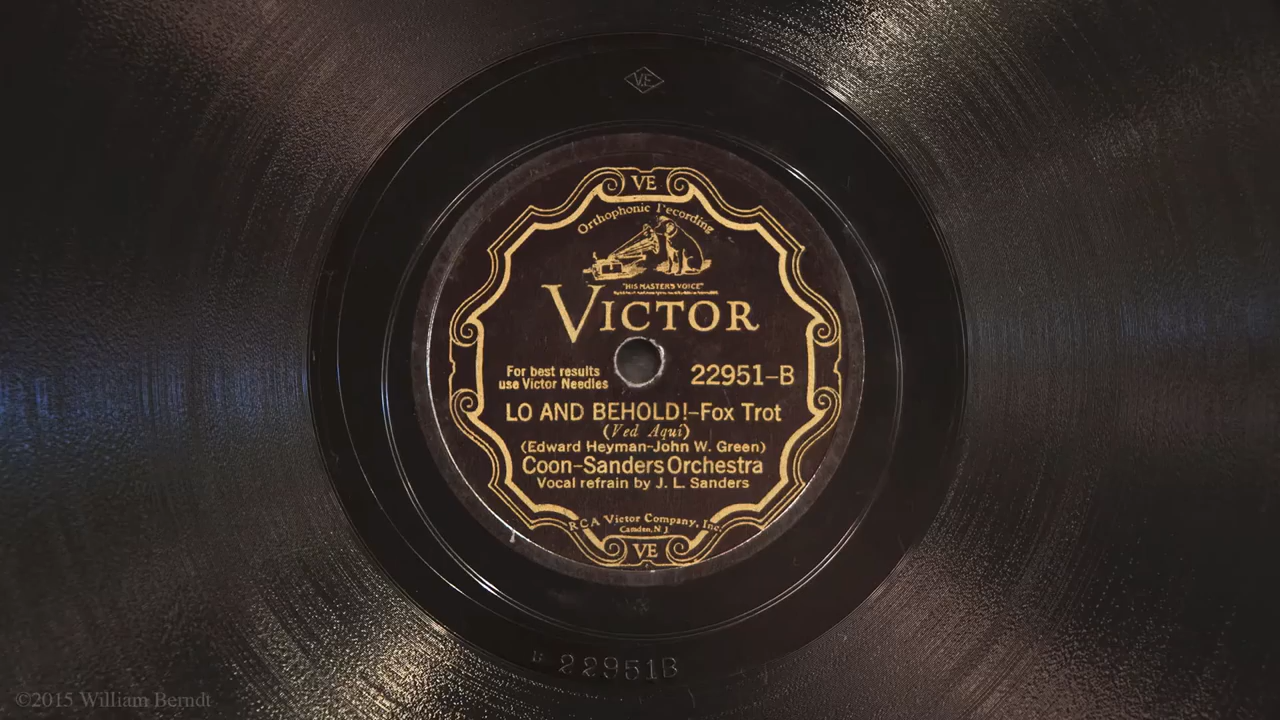 VE
VE
Orthophonic Recording
"HIS MASTER'S VOICE"
VICTOR
For best results
use Victor Needles
22951-B
LO AND BEHOLD!-Fox Trot
(Ved Aquí)
(Edward Heyman-John W. Green)
Coon-Sanders Orchestra
Vocal refrain by J. L. Sanders
RCA Victor Company, Inc.
Camden, N J
VE
B 22951B
©2015 William Berndt